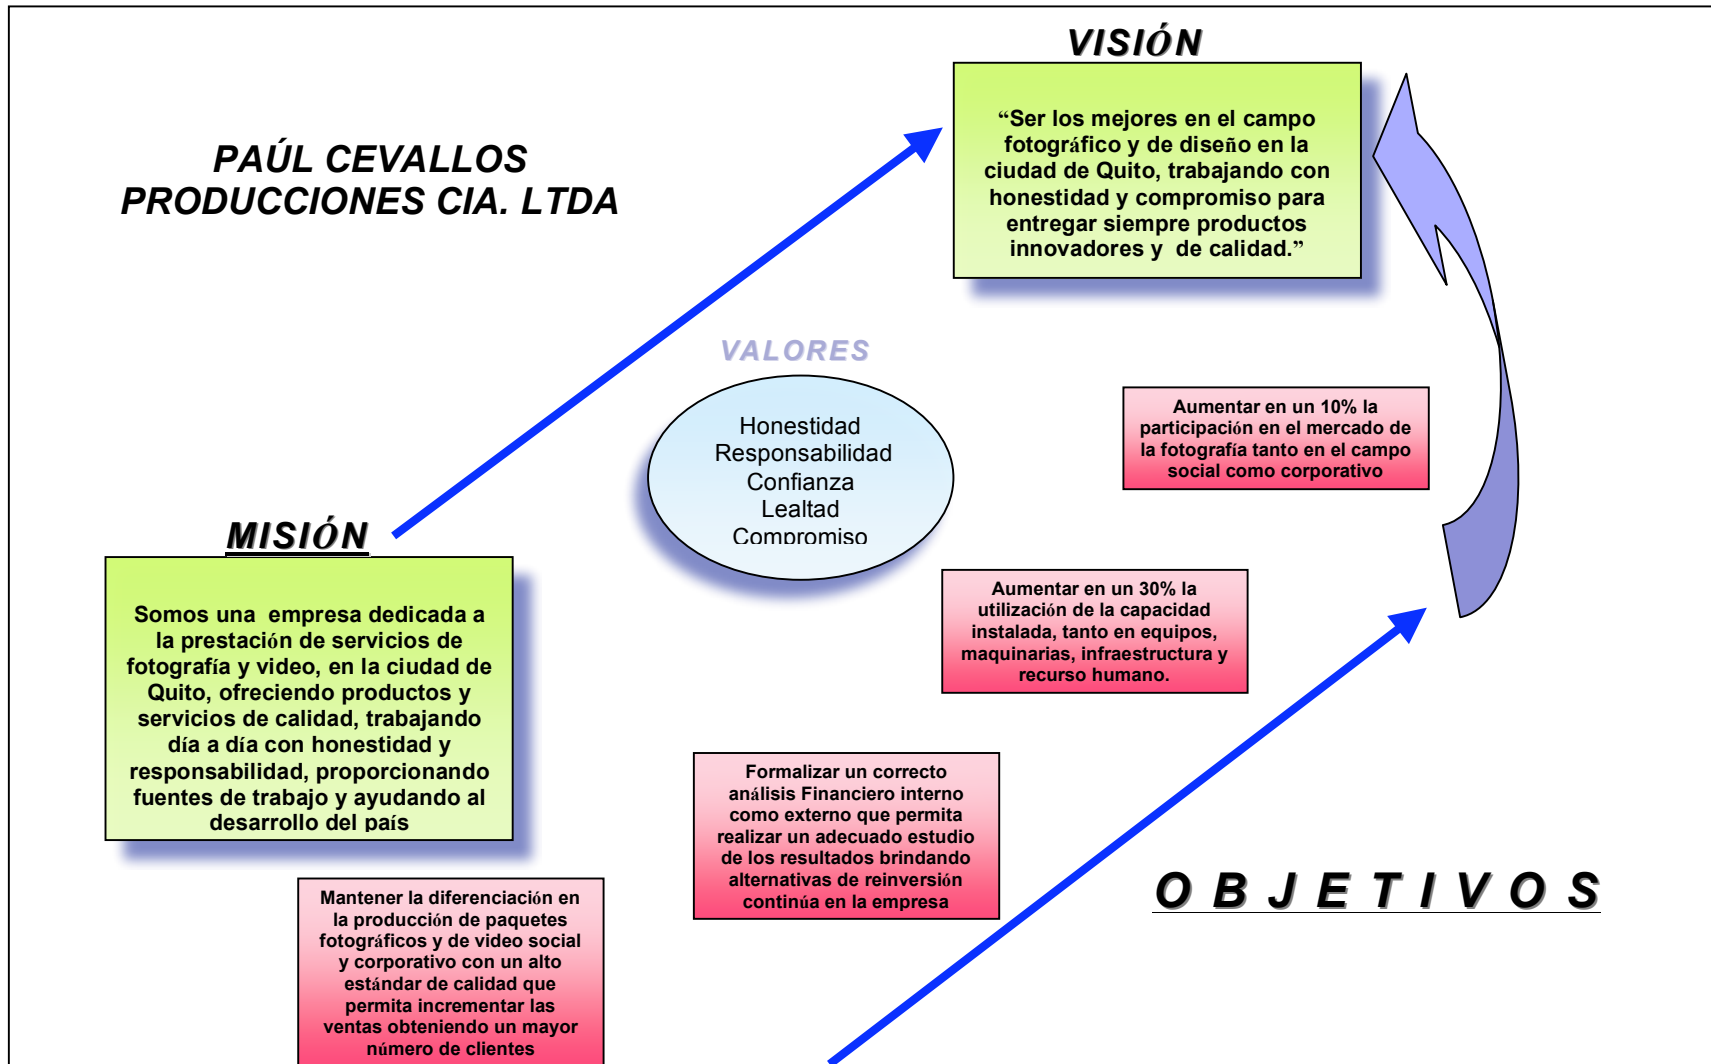 PAÚL CEVALLOS
PRODUCCIONES CIA. LTDA
VISIÓN
“Ser los mejores en el campo
fotográfico y de diseño en la
ciudad de Quito, trabajando con
honestidad y compromiso para
entregar siempre productos
innovadores y de calidad.”
VALORES
Honestidad
Responsabilidad
Confianza
Lealtad
Compromiso
Aumentar en un 10% la
participación en el mercado de
la fotografía tanto en el campo
social como corporativo
MISIÓN
Somos una empresa dedicada a
la prestación de servicios de
fotografía y video, en la ciudad de
Quito, ofreciendo productos y
servicios de calidad, trabajando
día a día con honestidad y
responsabilidad, proporcionando
fuentes de trabajo y ayudando al
desarrollo del país
Aumentar en un 30% la
utilización de la capacidad
instalada, tanto en equipos,
maquinarias, infraestructura y
recurso humano.
Formalizar un correcto
análisis Financiero interno
como externo que permita
realizar un adecuado estudio
de los resultados brindando
alternativas de reinversión
continúa en la empresa
OBJETIVOS
Mantener la diferenciación en
la producción de paquetes
fotográficos y de video social
y corporativo con un alto
estándar de calidad que
permita incrementar las
ventas obteniendo un mayor
número de clientes